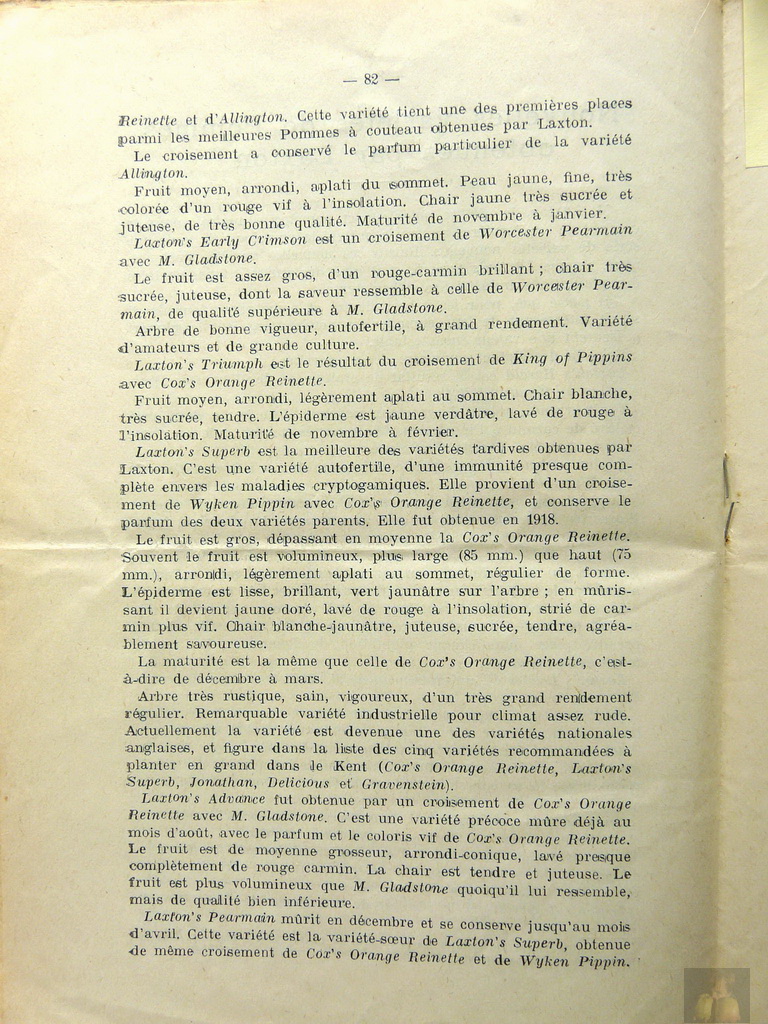 — 82 —
Reinette et d'Allington. Cette variété tient une des premières places
parmi les meilleures Pommes à couteau obtenues par Laxton.
Le croisement a conservé le parfum particulier de la variété
Allington.
Fruit moyen, arrondi, aplati du sommet. Peau jaune, fine, très
colorée d'un rouge vif à l'insolation. Chair jaune très sucrée et
juteuse, de très bonne qualité. Maturité de novembre à janvier.
Laxton's Early Crimson est un croisement de Worcester Pearmain
avec M. Gladstone.
Le fruit est assez gros, d'un rouge-carmin brillant ; chair très
sucrée, juteuse, dont la saveur ressemble à celle de Worcester Pear-
main, de qualité supérieure à M. Gladstone.
Arbre de bonne vigueur, autofertile, à grand rendement. Variété
d'amateurs et de grande culture.
Laxton's Triumph est le résultat du croisement de King of Pippins
avec Cox's Orange Reinette.
Fruit moyen, arrondi, légèrement aplati au sommet. Chair blanche,
très sucrée, tendre. L'épiderme est jaune verdâtre, lavé de rouge à
l'insolation. Maturité de novembre à février.
Laxton's Superb est la meilleure des variétés tardives obtenues par
Laxton. C'est une variété autofertile, d'une immunité presque com-
plète envers les maladies cryptogamiques. Elle provient d'un croise-
ment de Wyken Pippin avec Cox's Orange Reinette, et conserve le
parfum des deux variétés parents. Elle fut obtenue en 1918.
Le fruit est gros, dépassant en moyenne la Cox's Orange Reinette.
Souvent le fruit est volumineux, plus large (85 mm.) que haut (75
mm.), arrondi, légèrement aplati au sommet, régulier de forme.
L'épiderme est lisse, brillant, vert jaunâtre sur l'arbre ; en mûris-
sant il devient jaune doré, lavé de rouge à l'insolation, strié de car-
min plus vif. Chair blanche-jaunâtre, juteuse, sucrée, tendre, agréa-
blement savoureuse.
La maturité est la même que celle de Cox's Orange Reinette, c'est-
à-dire de décembre à mars.
Arbre très rustique, sain, vigoureux, d'un très grand rendement
régulier. Remarquable variété industrielle pour climat assez rude.
Actuellement la variété est devenue une des variétés nationales
anglaises, et figure dans la liste des cinq variétés recommandées à
planter en grand dans le Kent (Cox's Orange Reinette, Laxton's
Superb, Jonathan, Delicious et Gravenstein).
Laxton's Advance fut obtenue par un croisement de Cox's Orange
Reinette avec M. Gladstone. C'est une variété précoce mûre déjà au
mois d'août, avec le parfum et le coloris vif de Cox's Orange Reinette.
Le fruit est de moyenne grosseur, arrondi-conique, lavé presque
complètement de rouge carmin. La chair est tendre et juteuse. Le
fruit est plus volumineux que M. Gladstone quoiqu'il lui ressemble,
mais de qualité bien inférieure.
Laxton's Pearmain mûrit en décembre et se conserve jusqu'au mois
d'avril. Cette variété est la variété-sœur de Laxton's Superb, obtenue
de même croisement de Cox's Orange Reinette et de Wyken Pippin.